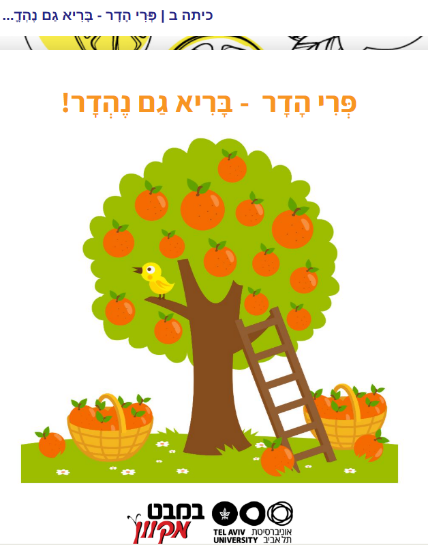 כיתה ב | פְּרִי הָדָר - בָּרִיא גַּם נֶהְדָ...
פְּרִי הָדָר - בָּרִיא גַּם נֶהְדָר!
במבט מקוון
TEL AVIV UNIVERSITY
אוניברסיטת תל אביב